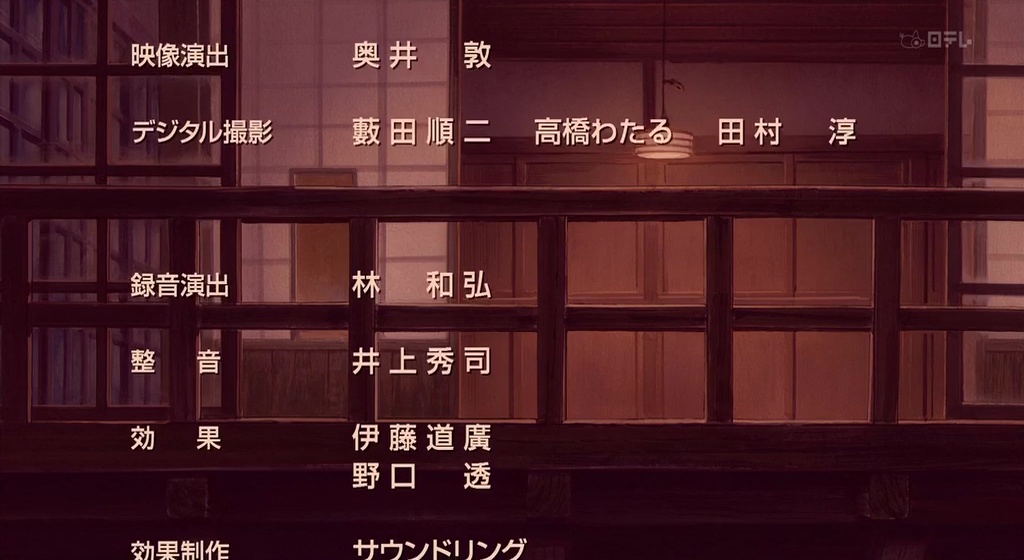 日テレ
映像演出 奥井 敦
デジタル撮影 藪田順二 高橋わたる 田村 淳
録音演出 林 和弘
整 音 井上秀司
効 果 伊藤道廣
野口 透
効果制作 サウンドリング